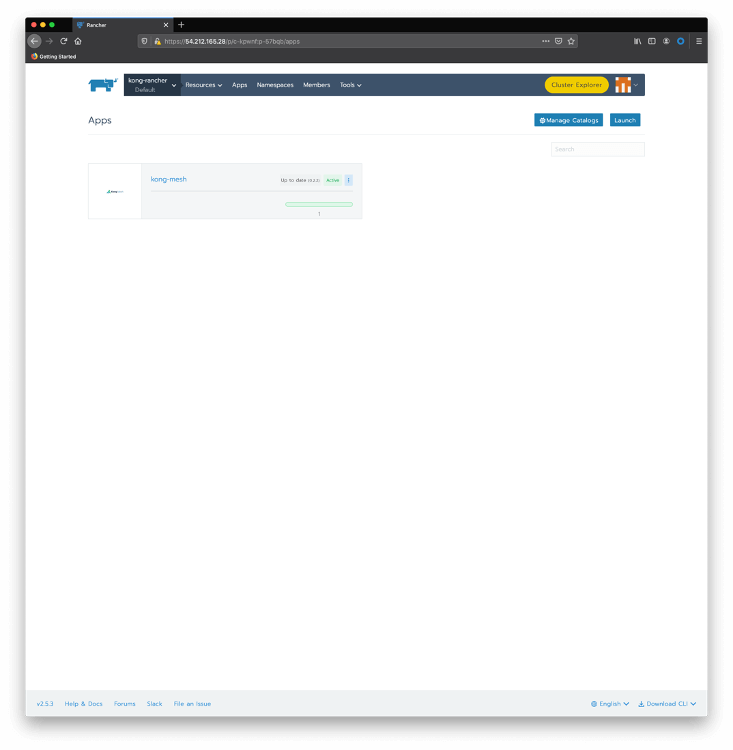 Rancher
https://54.212.166.28/p/c-kpwnf:p-57bqb/apps
Getting Started
kong-rancher
Default
Resources
Apps
Namespaces
Members
Tools
Cluster Explorer
Apps
Manage Catalogs
Launch
Search
kong-mesh
Up to date
Active
1
v2.5.3
Help & Docs
Forums
Slack
File an Issue
English
Download CLI